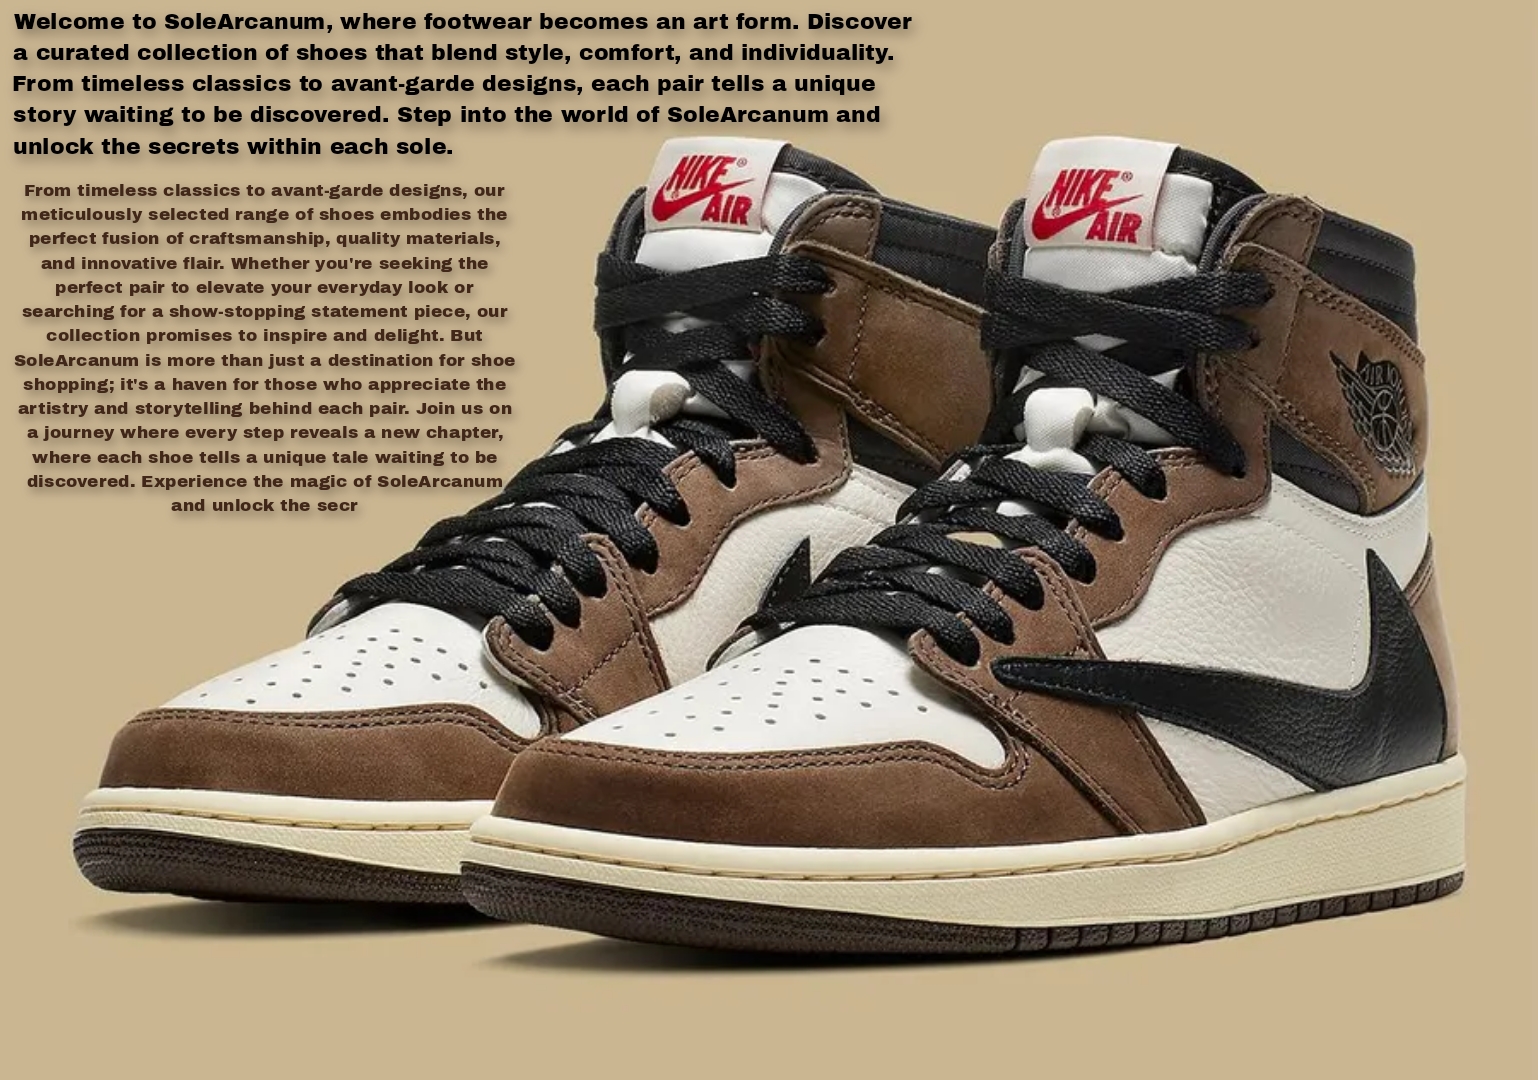 Welcome to SoleArcanum, where footwear becomes an art form. Discover
a curated collection of shoes that blend style, comfort, and individuality.
From timeless classics to avant-garde designs, each pair tells a unique
story waiting to be discovered. Step into the world of SoleArcanum and
unlock the secrets within each sole.
From timeless classics to avant-garde designs, our
meticulously selected range of shoes embodies the
perfect fusion of craftsmanship, quality materials,
and innovative flair. Whether you're seeking the
perfect pair to elevate your everyday look or
searching for a show-stopping statement piece, our
collection promises to inspire and delight. But
SoleArcanum is more than just a destination for shoe
shopping; it's a haven for those who appreciate the
artistry and storytelling behind each pair. Join us on
a journey where every step reveals a new chapter,
where each shoe tells a unique tale waiting to be
discovered. Experience the magic of SoleArcanum
and unlock the secr
NIKE®
AIR
NIKE®
AIR